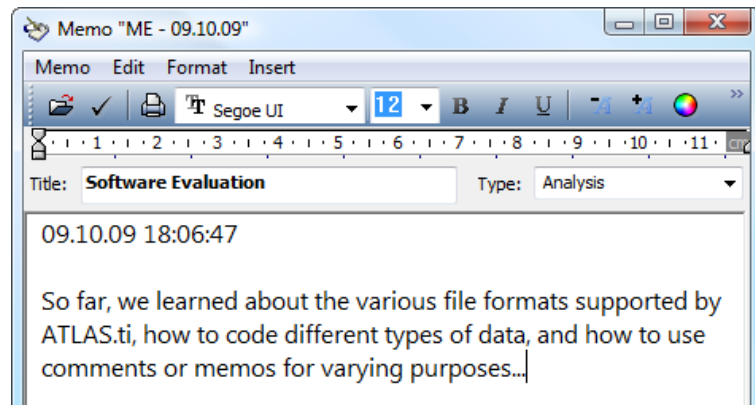 Memo "ME - 09.10.09"
Memo Edit Format Insert
Segoe UI 12 B I U A A »
1 2 3 4 5 6 7 8 9 10 11 cm
Title: Software Evaluation Type: Analysis
09.10.09 18:06:47
So far, we learned about the various file formats supported by
ATLAS.ti, how to code different types of data, and how to use
comments or memos for varying purposes...